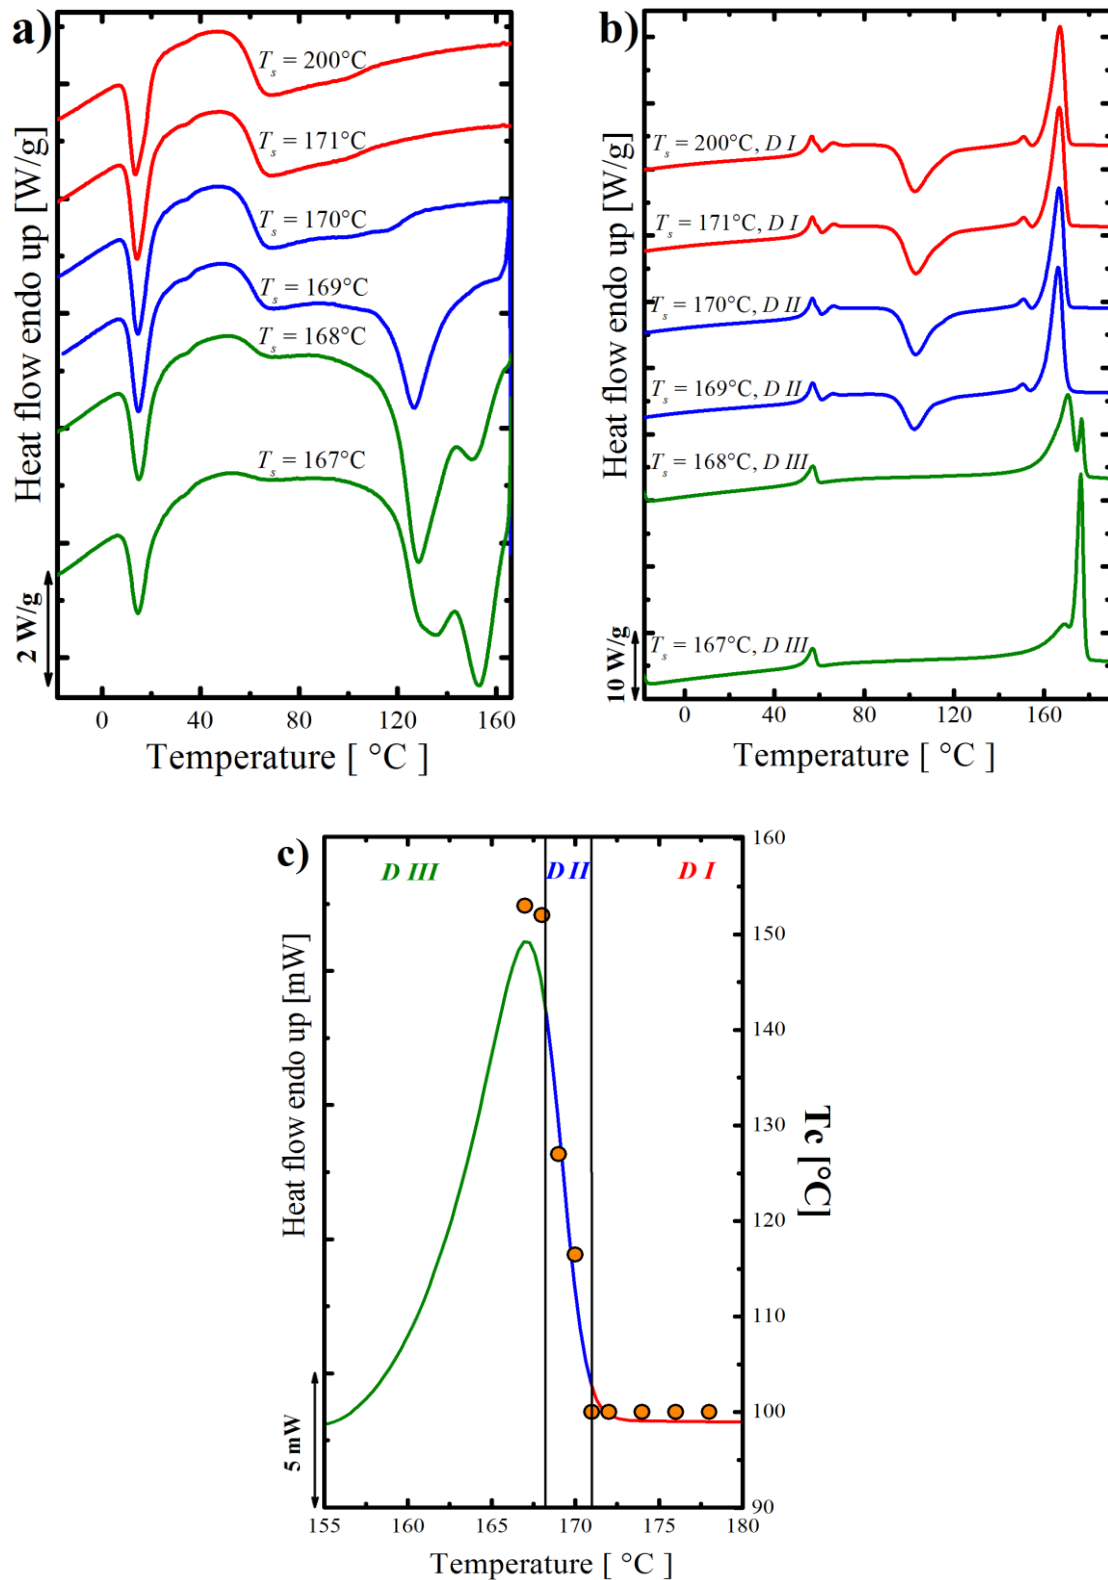 a)
T_s = 200°C
T_s = 171°C
T_s = 170°C
T_s = 169°C
T_s = 168°C
T_s = 167°C
Heat flow endo up [W/g]
2 W/g
0 40 80 120 160
Temperature [ °C ]
b)
T_s = 200°C, D I
T_s = 171°C, D I
T_s = 170°C, D II
T_s = 169°C, D II
T_s = 168°C, D III
T_s = 167°C, D III
Heat flow endo up [W/g]
10 W/g
0 40 80 120 160
Temperature [ °C ]
c)
D III D II D I
Heat flow endo up [mW]
5 mW
160
150
140
130
120
110
100
90
Tc [°C]
155 160 165 170 175 180
Temperature [ °C ]